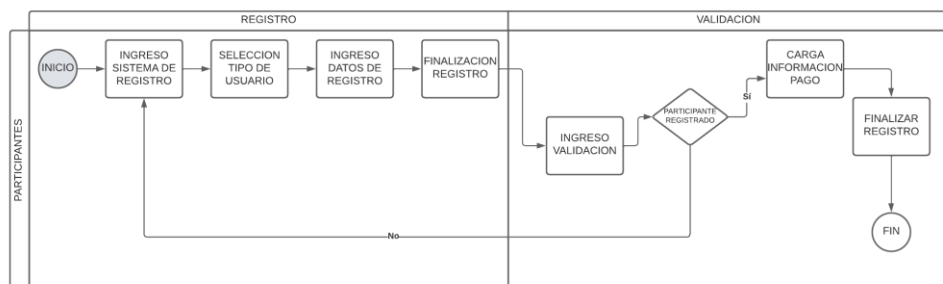 REGISTRO
VALIDACION
PARTICIPANTES
INICIO
INGRESO
SISTEMA DE
REGISTRO
SELECCION
TIPO DE
USUARIO
INGRESO
DATOS DE
REGISTRO
FINALIZACION
REGISTRO
INGRESO
VALIDACION
PARTICIPANTE
REGISTRADO
Sí
No
CARGA
INFORMACION
PAGO
FINALIZAR
REGISTRO
FIN